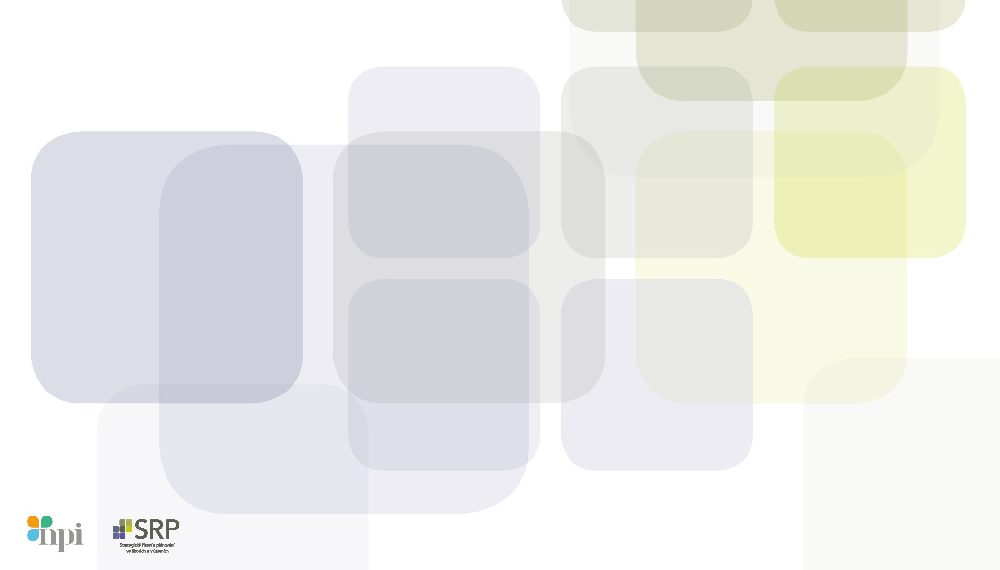 npi
SRP
Strategické řízení a plánování
ve školách a v územích